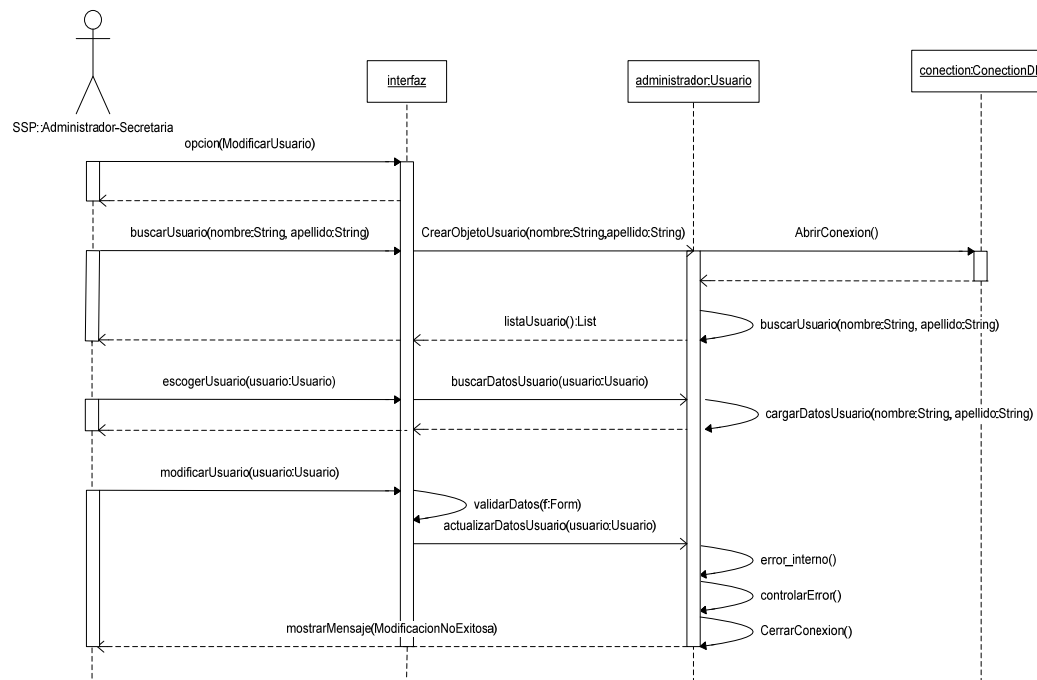 interfaz
administrador:Usuario
conection:ConectionD
SSP::Administrador-Secretaria
opcion(ModificarUsuario)
buscarUsuario(nombre:String, apellido:String)
CrearObjetoUsuario(nombre:String,apellido:String)
AbrirConexion()
listaUsuario():List
buscarUsuario(nombre:String, apellido:String)
escogerUsuario(usuario:Usuario)
buscarDatosUsuario(usuario:Usuario)
cargarDatosUsuario(nombre:String, apellido:String)
modificarUsuario(usuario:Usuario)
validarDatos(f:Form)
actualizarDatosUsuario(usuario:Usuario)
error_interno()
controlarError()
mostrarMensaje(ModificacionNoExitosa)
CerrarConexion()